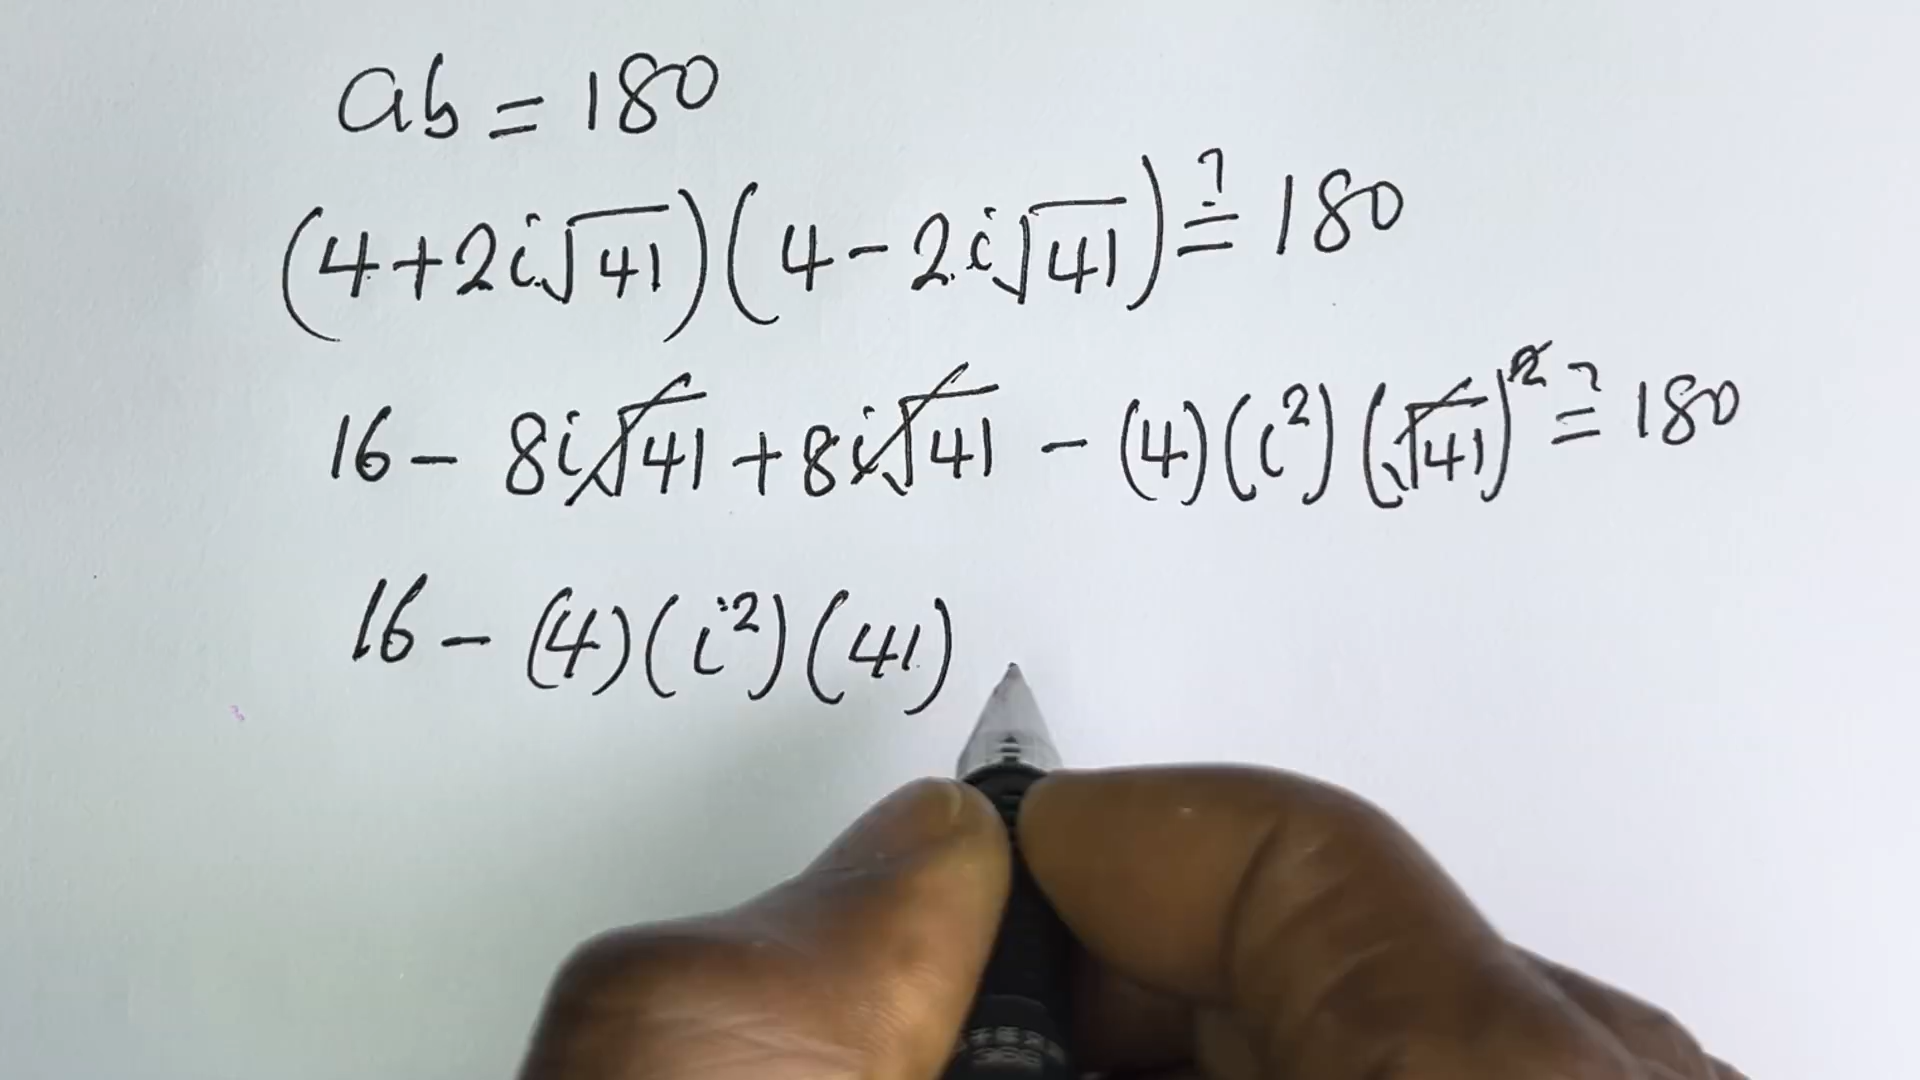 ab = 180
(4+2i√41)(4-2i√41) ≟ 180
16 - 8i√41 + 8i√41 - (4)(i²)(√41)² ≟ 180
16 - (4)(i²)(41)